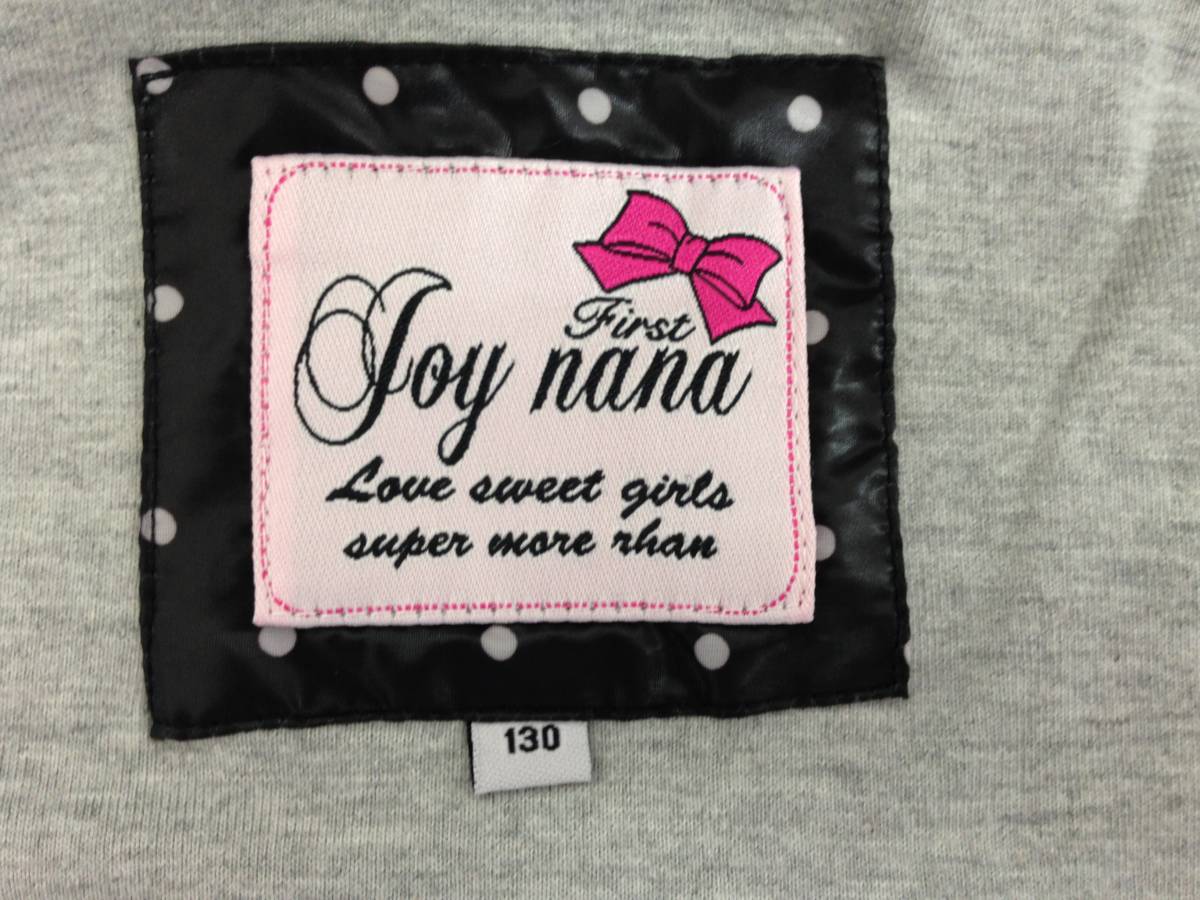 First
Joy nana
Love sweet girls
super more rhan
130